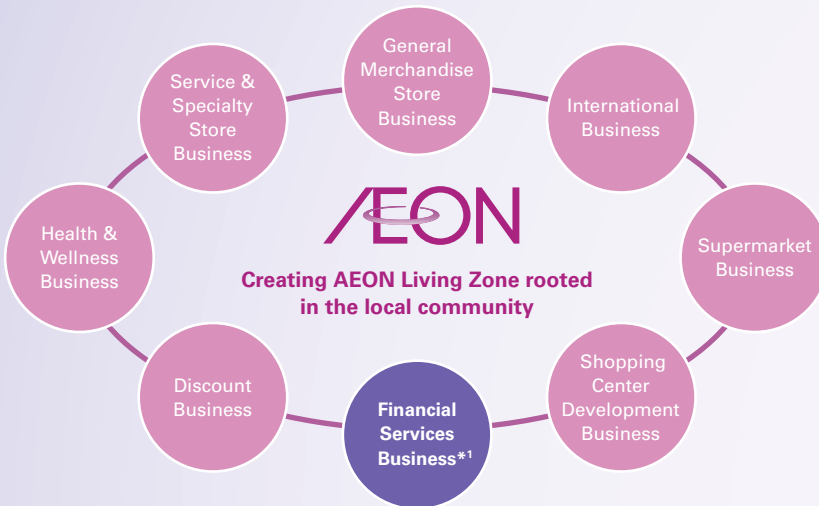 General
Merchandise
Store
Business
Service &
Specialty
Store
Business
International
Business
ÆON
Health &
Wellness
Business
Supermarket
Business
Creating AEON Living Zone rooted
in the local community
Discount
Business
Shopping
Center
Development
Business
Financial
Services
Business*1